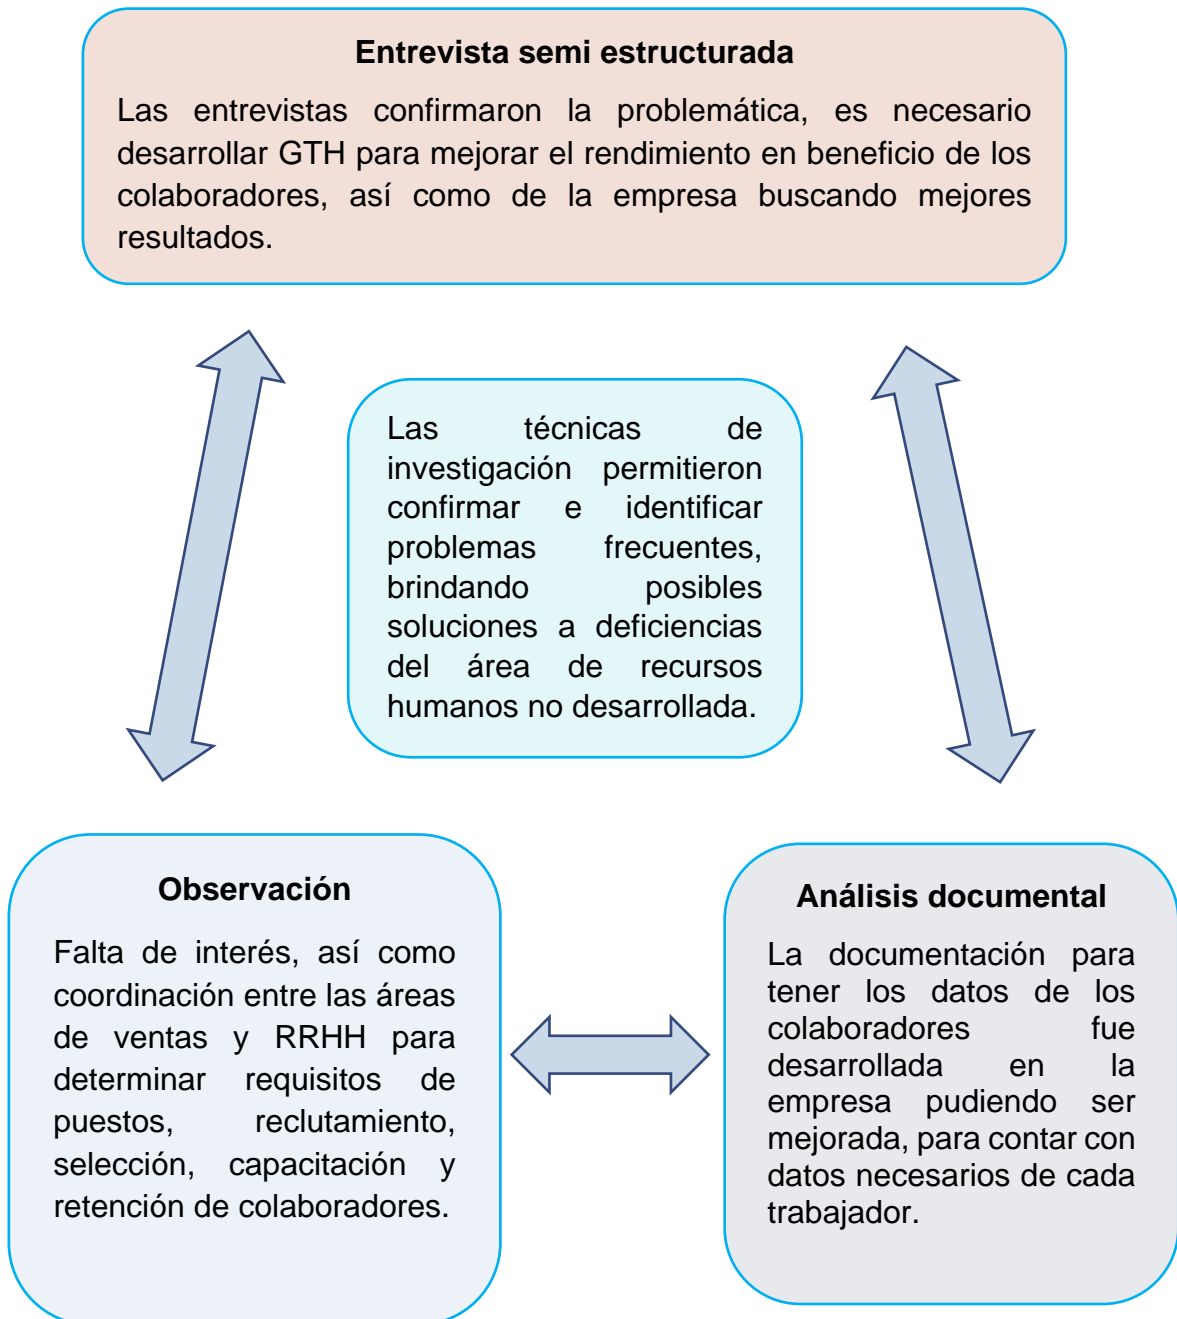 Entrevista semi estructurada
Las entrevistas confirmaron la problemática, es necesario
desarrollar GTH para mejorar el rendimiento en beneficio de los
colaboradores, así como de la empresa buscando mejores
resultados.
Las técnicas de
investigación permitieron
confirmar e identificar
problemas frecuentes,
brindando posibles
soluciones a deficiencias
del área de recursos
humanos no desarrollada.
Observación
Falta de interés, así como
coordinación entre las áreas
de ventas y RRHH para
determinar requisitos de
puestos, reclutamiento,
selección, capacitación y
retención de colaboradores.
Análisis documental
La documentación para
tener los datos de los
colaboradores fue
desarrollada en la
empresa pudiendo ser
mejorada, para contar con
datos necesarios de cada
trabajador.